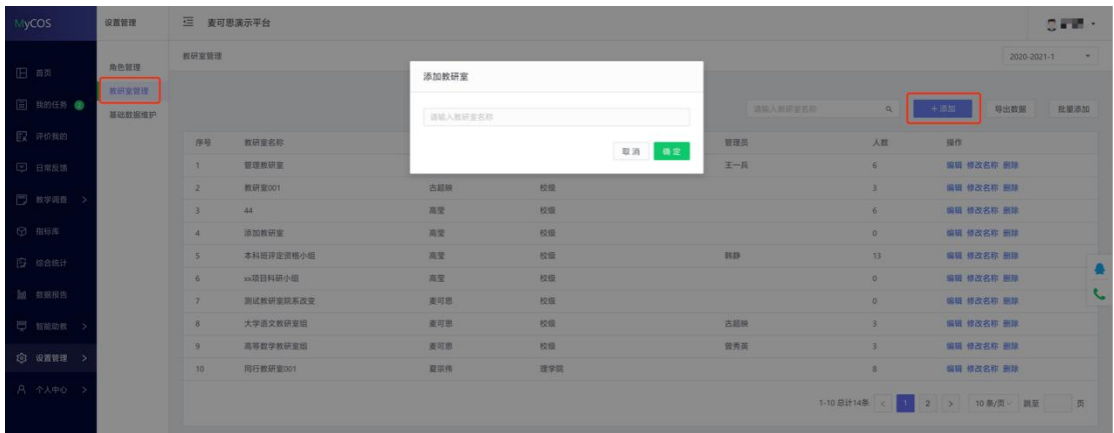 MyCOS
设置管理
麦可思演示平台
首页
我的任务 2
评价我的
日常反馈
教学调查 >
指标库
综合统计
数据报告
智能助教 >
设置管理 >
个人中心 >
角色管理
教研室管理
基础数据维护
教研室管理
2020-2021-1
添加教研室
请输入教研室名称
取消 确定
请输入教研室名称
+ 添加 导出数据 批量添加
序号 教研室名称 管理员 人数 操作
1 管理教研室 王一兵 6 编辑 修改名称 删除
2 教研室001 古超映 校级 3 编辑 修改名称 删除
3 44 高莹 校级 6 编辑 修改名称 删除
4 添加教研室 高莹 校级 0 编辑 修改名称 删除
5 本科班评定资格小组 高莹 校级 韩静 13 编辑 修改名称 删除
6 xx项目科研小组 高莹 校级 0 编辑 修改名称 删除
7 测试教研室院系改变 麦可思 校级 0 编辑 修改名称 删除
8 大学语文教研室组 麦可思 校级 古超映 3 编辑 修改名称 删除
9 高等数学教研室组 麦可思 校级 曾秀英 3 编辑 修改名称 删除
10 同行教研室001 夏宗伟 理学院 8 编辑 修改名称 删除
1-10 总计14条 < 1 2 > 10 条/页 跳至 页